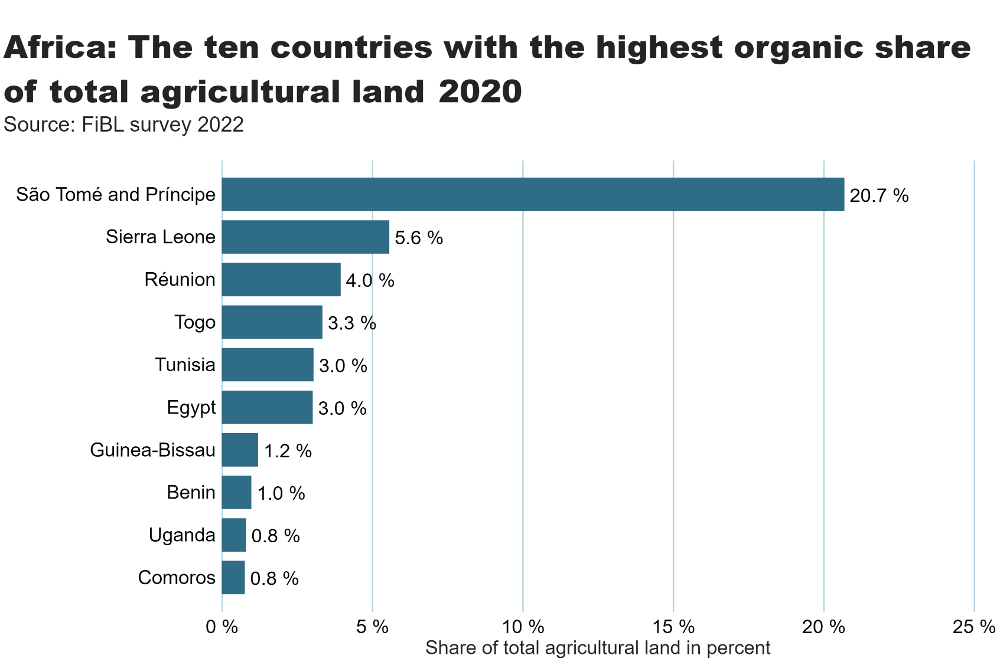 Africa: The ten countries with the highest organic share
of total agricultural land 2020
Source: FiBL survey 2022
São Tomé and Príncipe 20.7 %
Sierra Leone 5.6 %
Réunion 4.0 %
Togo 3.3 %
Tunisia 3.0 %
Egypt 3.0 %
Guinea-Bissau 1.2 %
Benin 1.0 %
Uganda 0.8 %
Comoros 0.8 %
0 % 5 % 10 % 15 % 20 % 25 %
Share of total agricultural land in percent